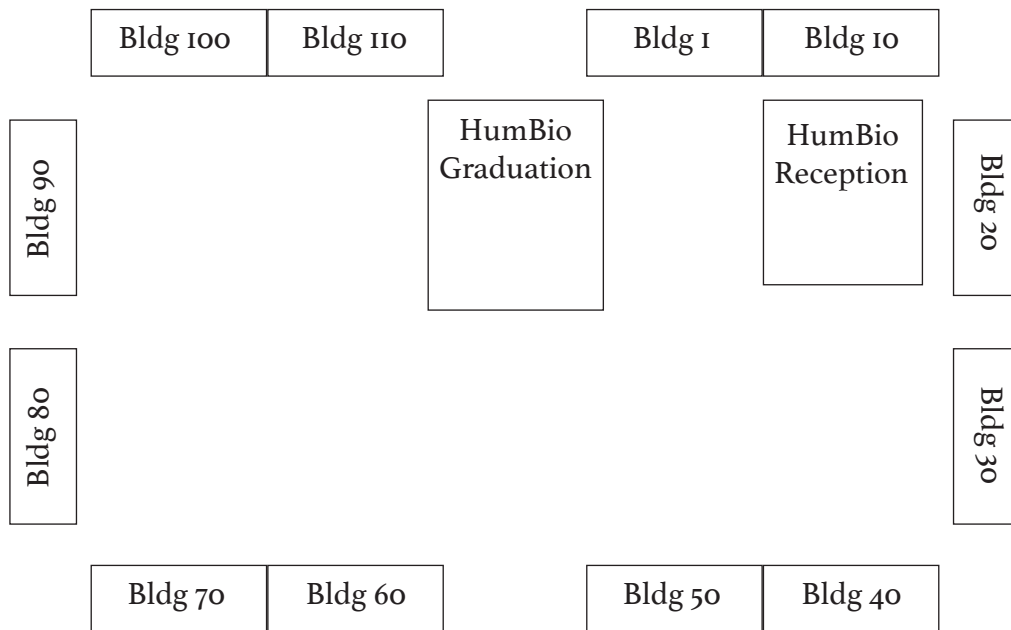 Bldg 100
Bldg 110
Bldg 1
Bldg 10
HumBio
Graduation
HumBio
Reception
Bldg 90
Bldg 20
Bldg 80
Bldg 30
Bldg 70
Bldg 60
Bldg 50
Bldg 40